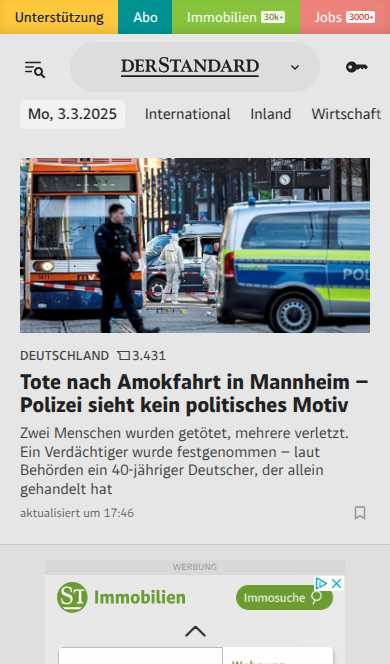 Unterstützung Abo Immobilien 30k+ Jobs 3000+
DERSTANDARD
Mo, 3.3.2025 International Inland Wirtschaft
DEUTSCHLAND 3.431
Tote nach Amokfahrt in Mannheim –
Polizei sieht kein politisches Motiv
Zwei Menschen wurden getötet, mehrere verletzt.
Ein Verdächtiger wurde festgenommen – laut
Behörden ein 40-jähriger Deutscher, der allein
gehandelt hat
aktualisiert um 17:46
WERBUNG
ST Immobilien Immosuche